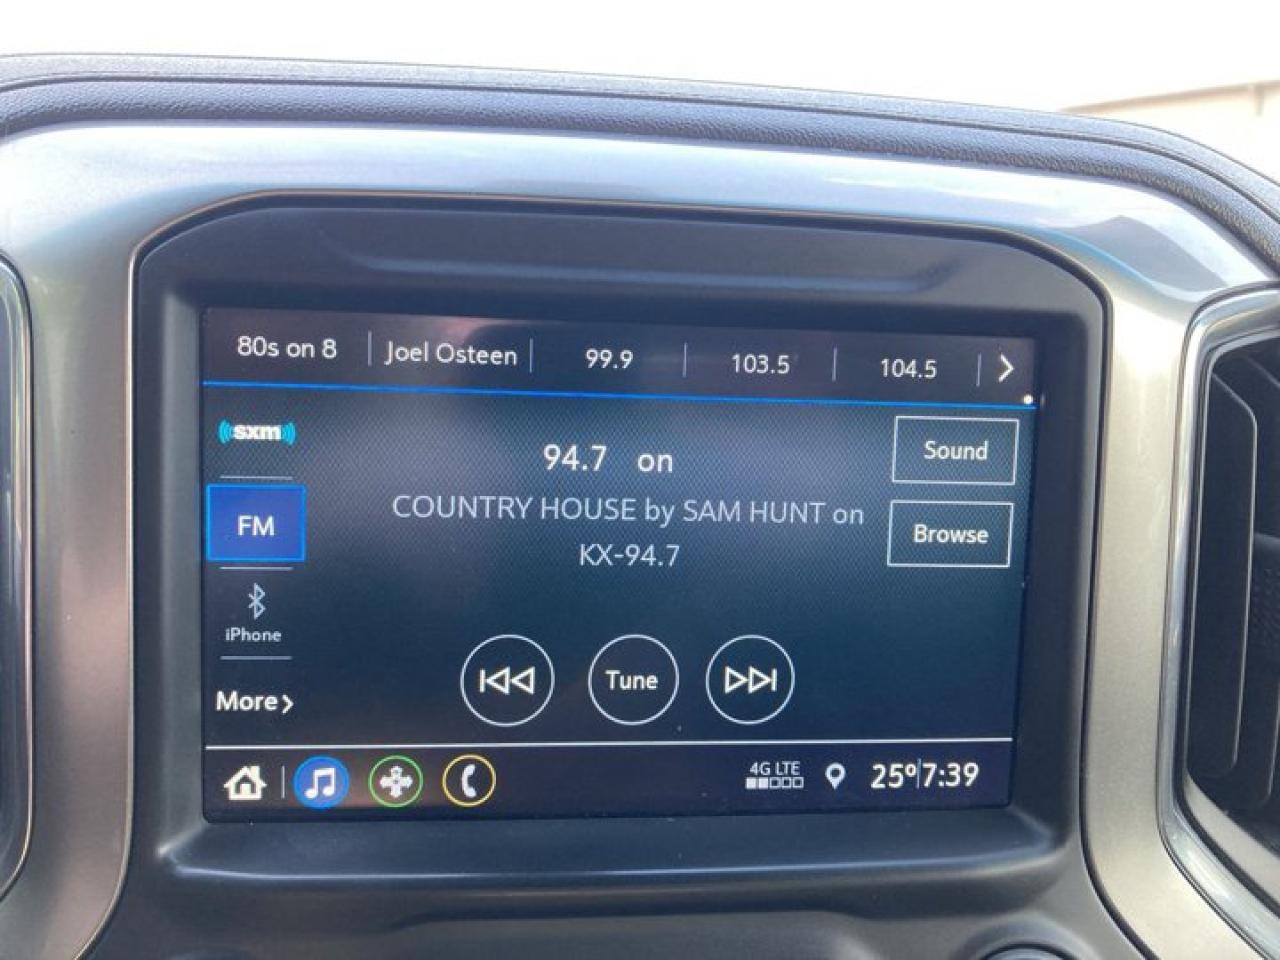 80s on 8 Joel Osteen 99.9 103.5 104.5
sxm
94.7 on
Sound
COUNTRY HOUSE by SAM HUNT on
KX-94.7
FM
Browse
iPhone
More
Tune
4G LTE
25° 7:39